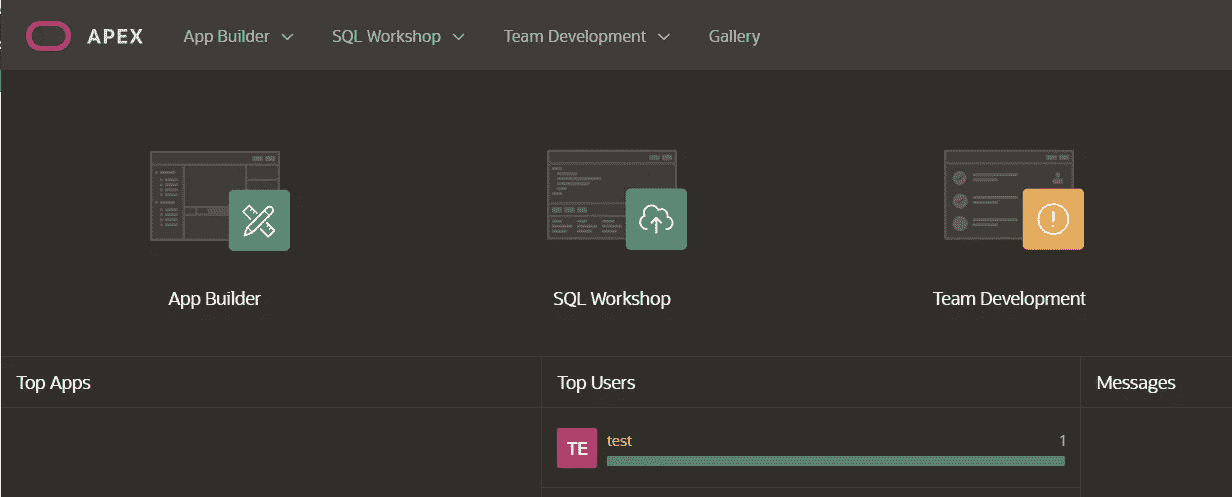 APEX App Builder SQL Workshop Team Development Gallery
App Builder SQL Workshop Team Development
Top Apps Top Users Messages
TE test 1